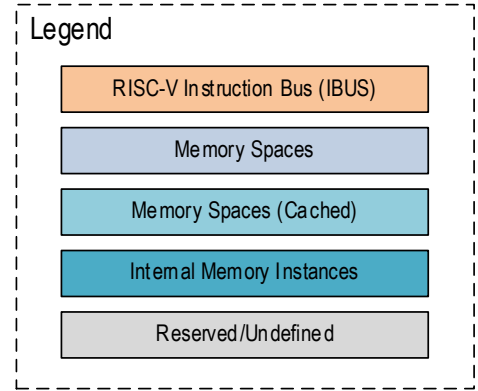 Legend
RISC-V Instruction Bus (IBUS)
Memory Spaces
Memory Spaces (Cached)
Internal Memory Instances
Reserved/Undefined